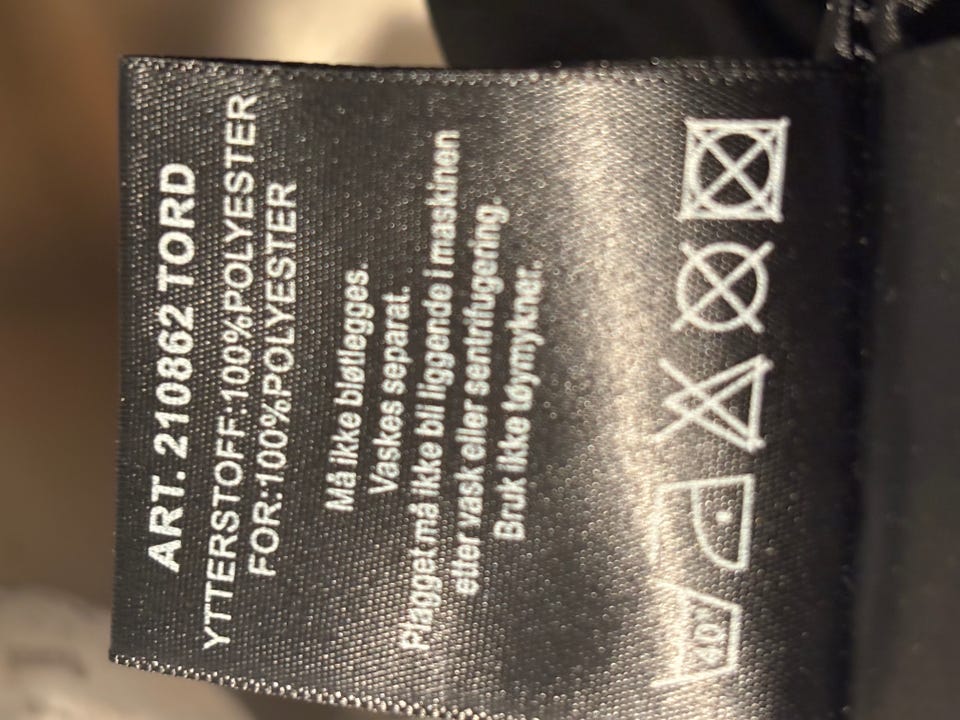 ART. 210862 TORD
YTTERSTOFF:100%POLYESTER
FOR:100%POLYESTER
Må ikke bløtlegges.
Vaskes separat.
Plagget må ikke bli liggende i maskinen
etter vask eller sentrifugering.
Bruk ikke tøymykner.
40